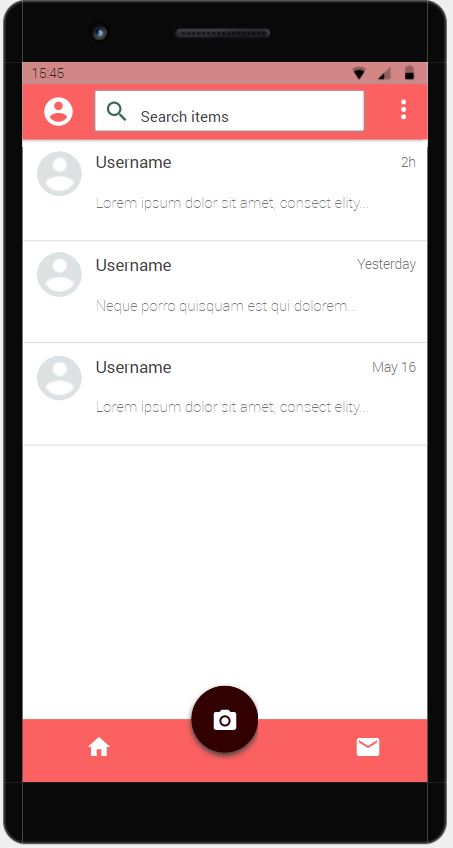 15:45
Search items
Username 2h
Lorem ipsum dolor sit amet, consect elity...
Username Yesterday
Neque porro quisquam est qui dolorem...
Username May 16
Lorem ipsum dolor sit amet, consect elity...